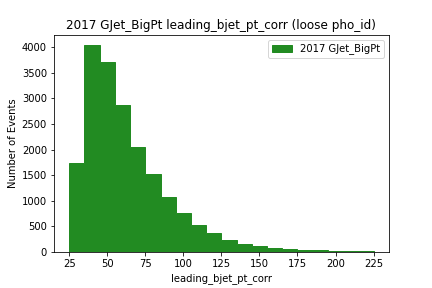 2017 GJet_BigPt leading_bjet_pt_corr (loose pho_id)
2017 GJet_BigPt
Number of Events
4000
3500
3000
2500
2000
1500
1000
500
0
25 50 75 100 125 150 175 200 225
leading_bjet_pt_corr